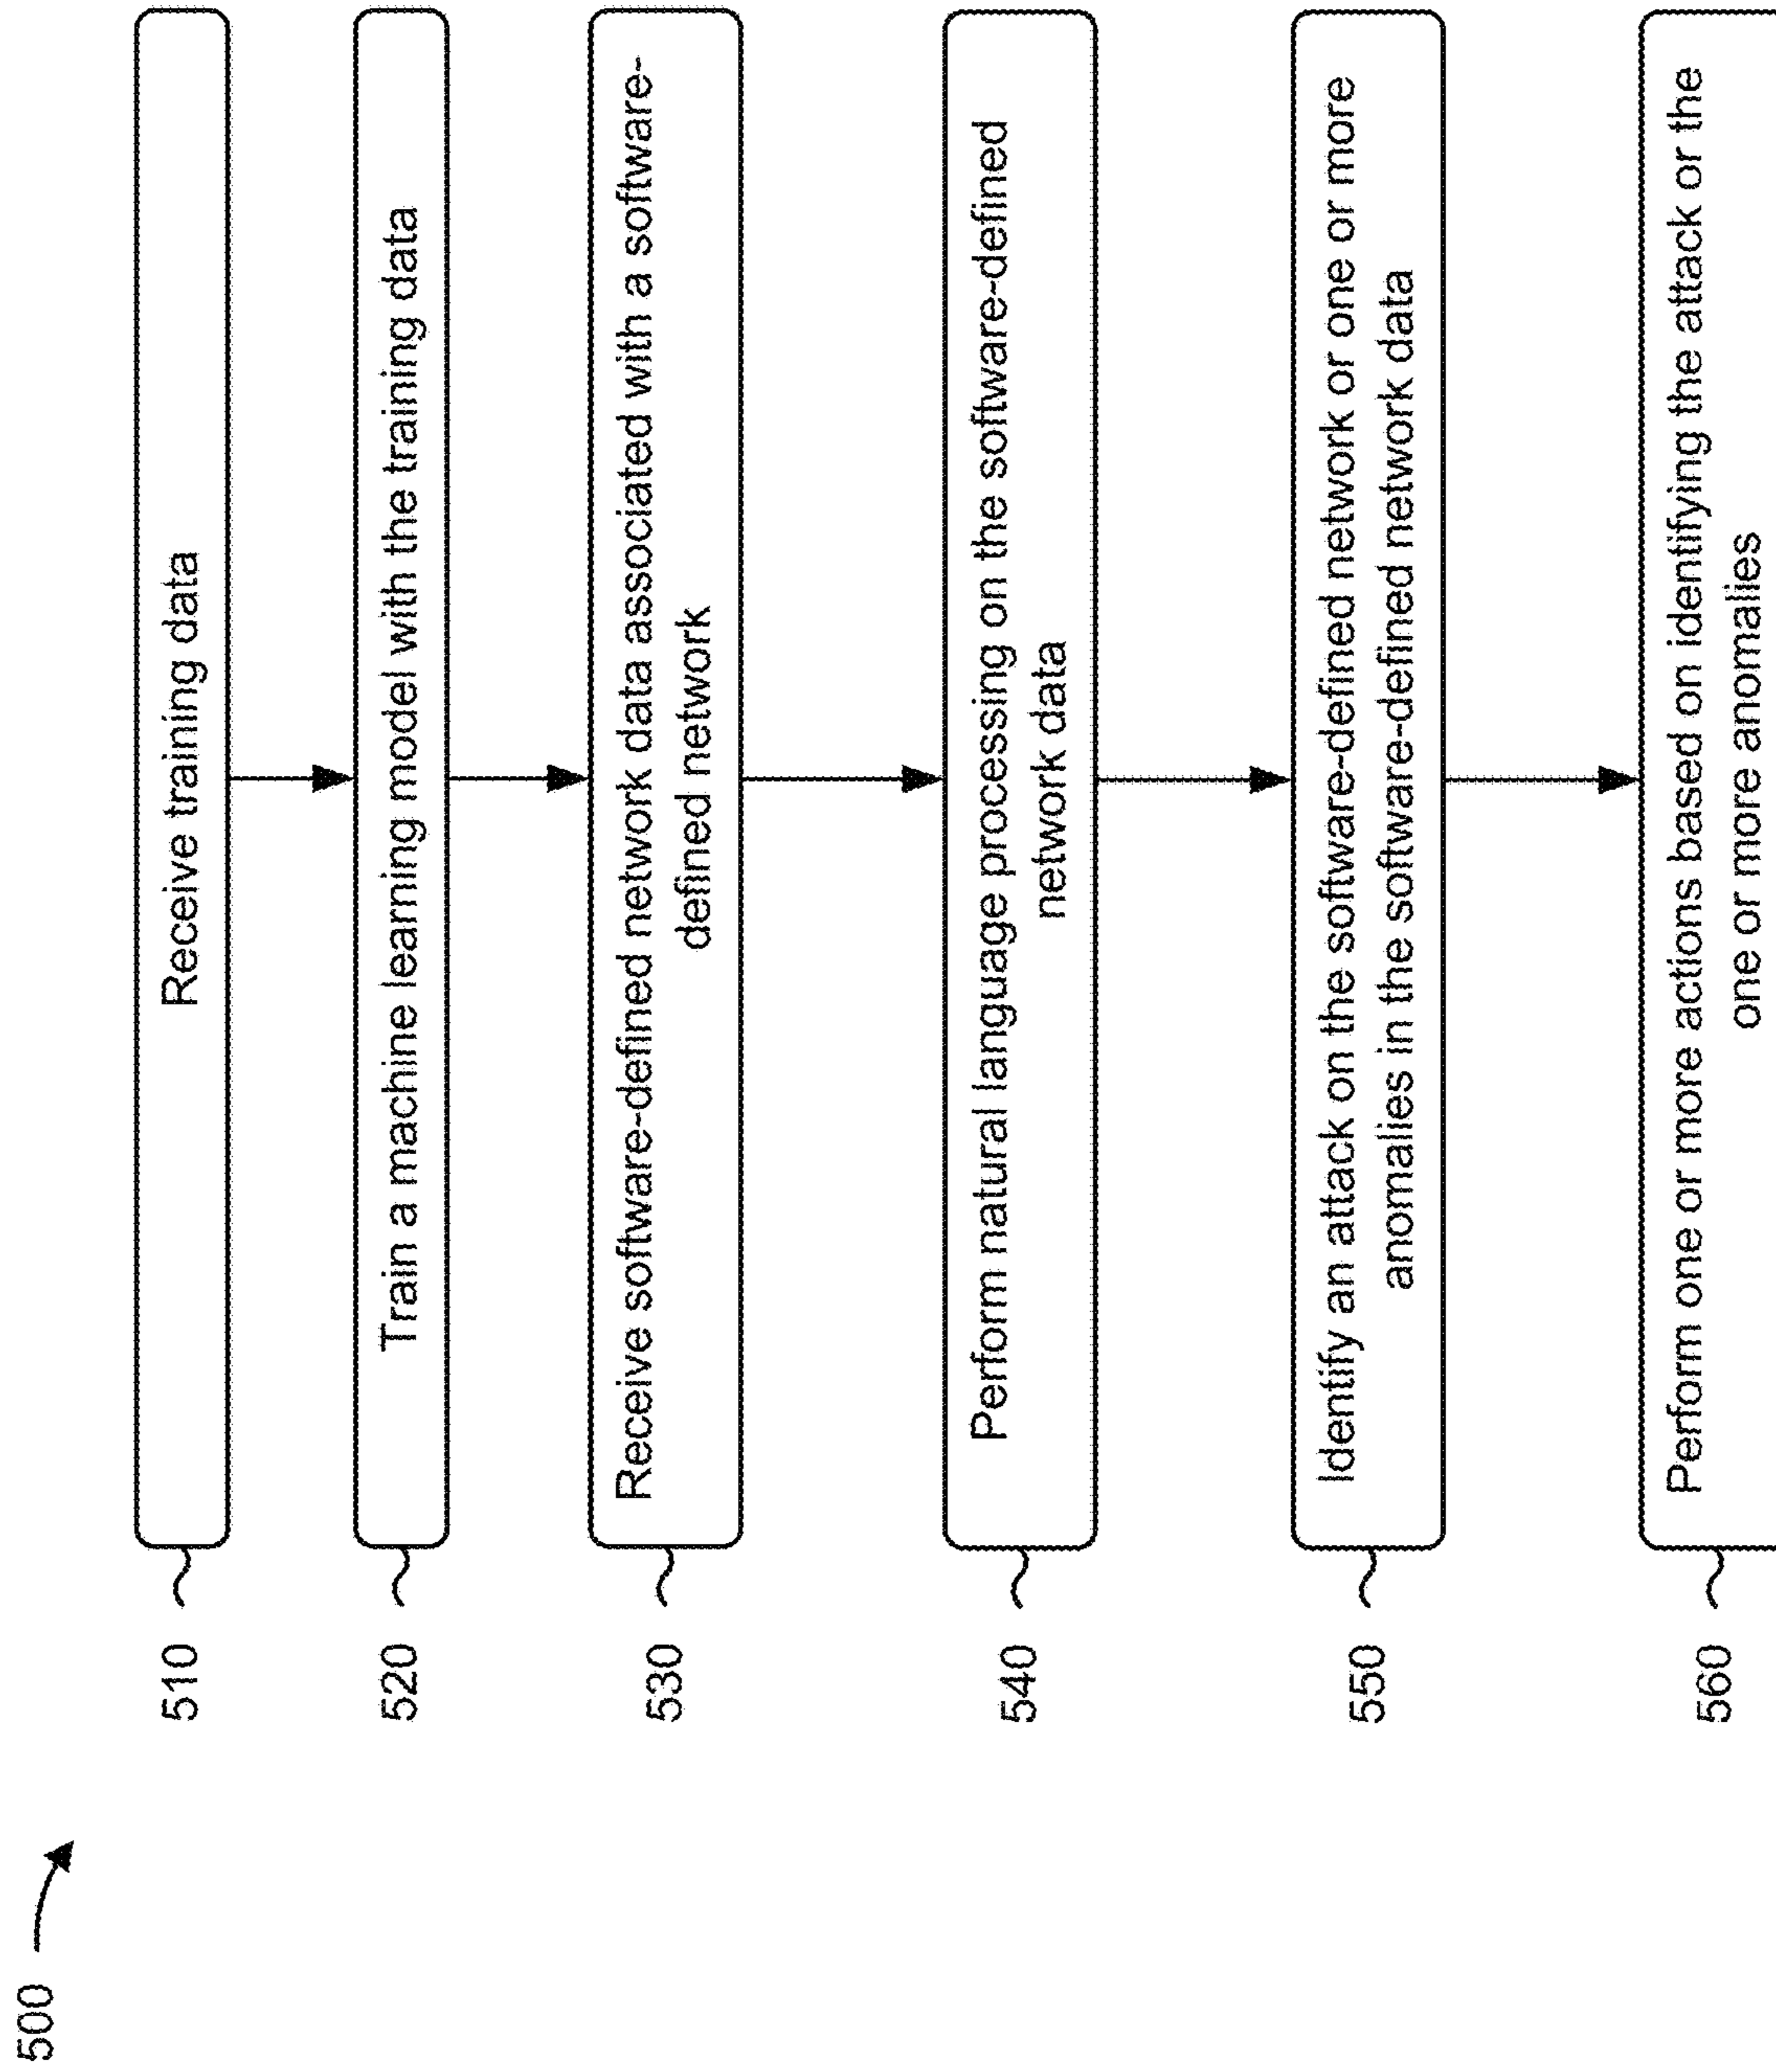 500
510
Receive training data
520
Train a machine learning model with the training data
530
Receive software-defined network data associated with a software-
defined network
540
Perform natural language processing on the software-defined
network data
550
Identify an attack on the software-defined network or one or more
anomalies in the software-defined network data
560
Perform one or more actions based on identifying the attack or the
one or more anomalies